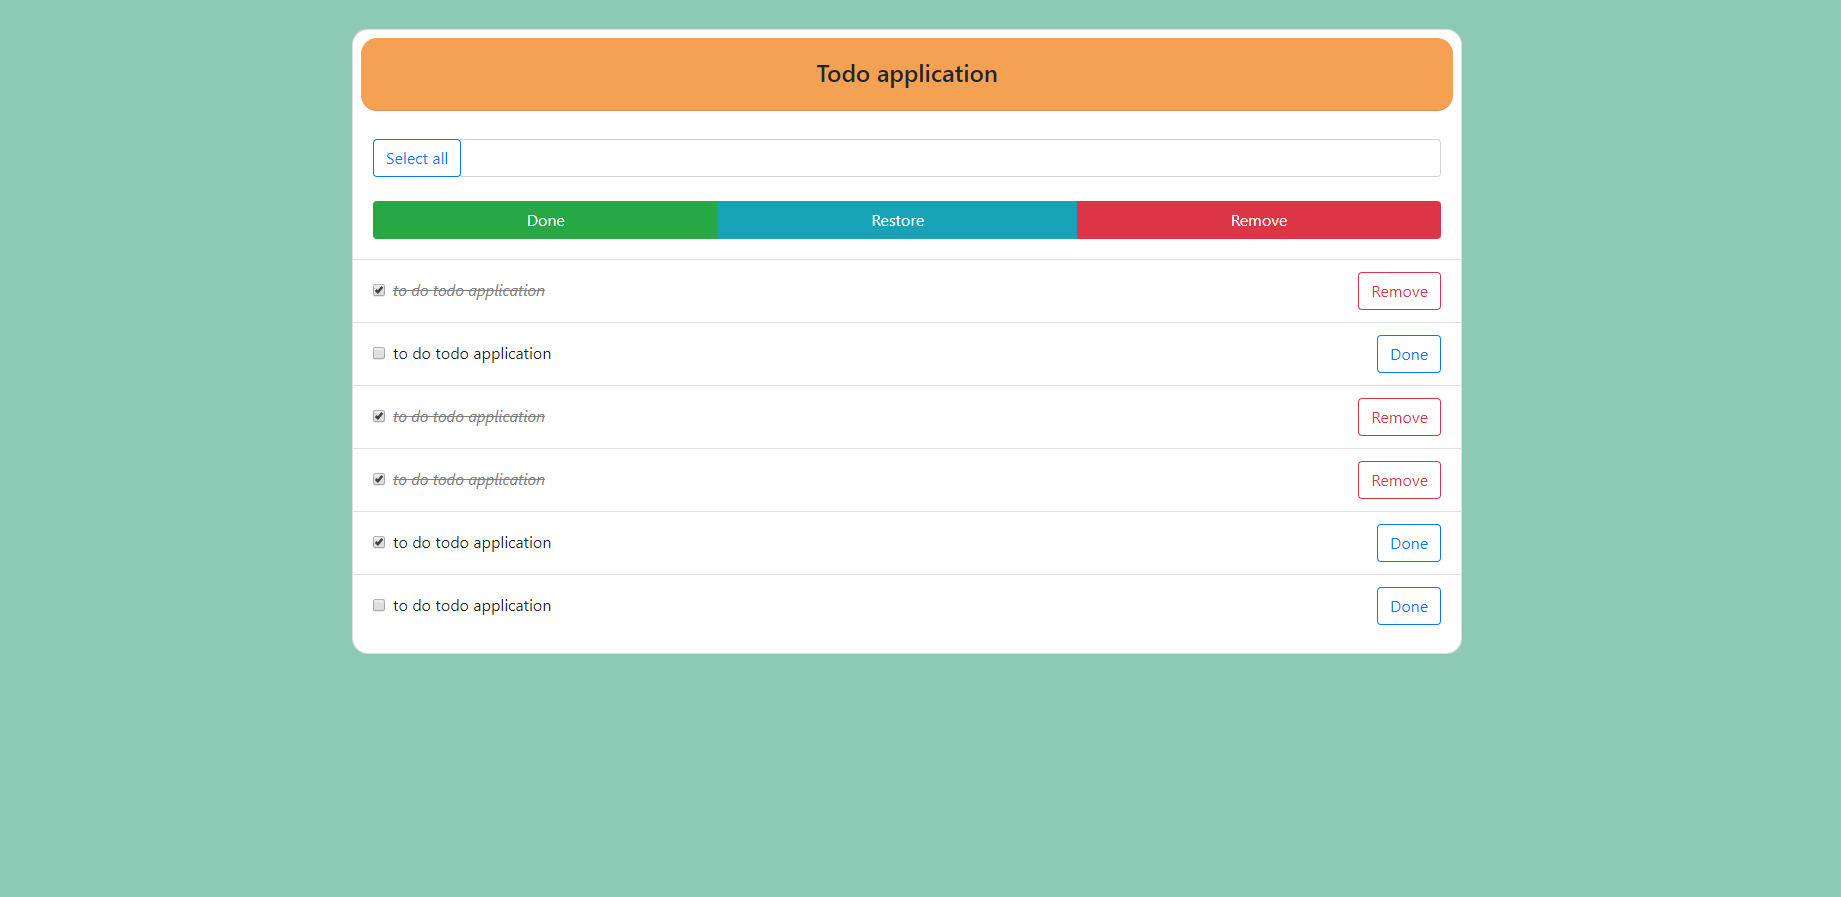 Todo application
Select all
Done Restore Remove
to do todo application Remove
to do todo application Done
to do todo application Remove
to do todo application Remove
to do todo application Done
to do todo application Done